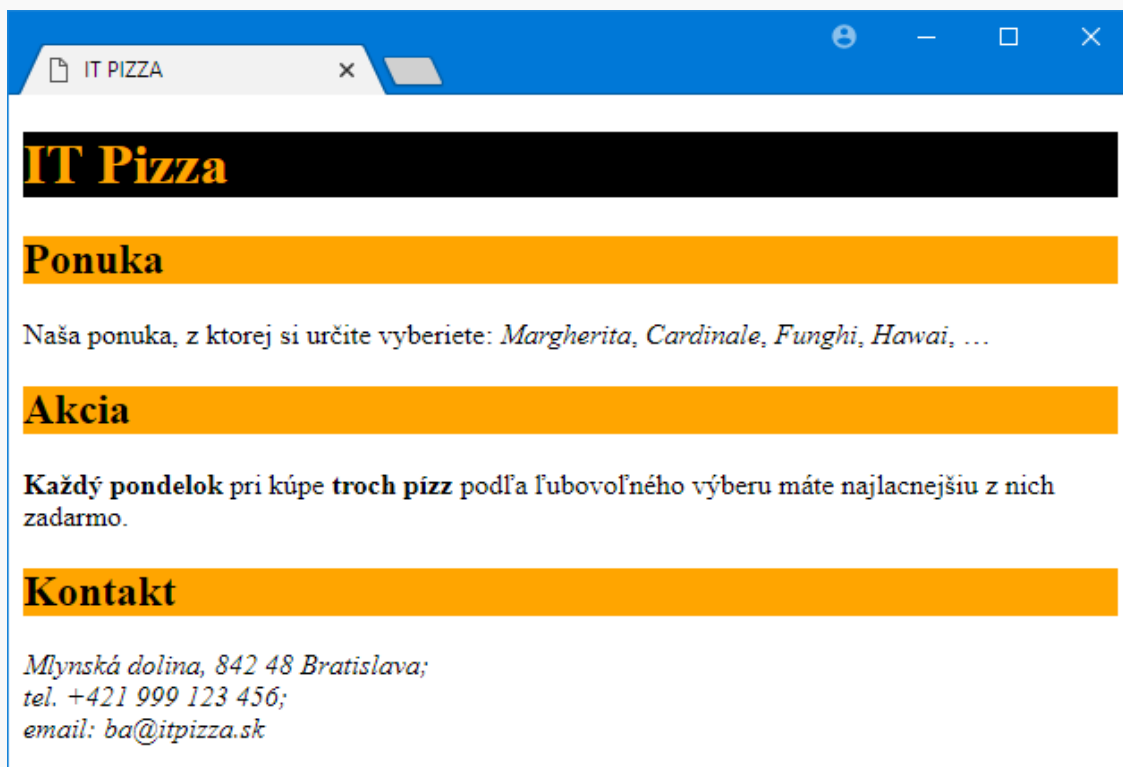 IT PIZZA
IT Pizza
Ponuka
Naša ponuka, z ktorej si určite vyberiete: Margherita, Cardinale, Funghi, Hawai, …
Akcia
Každý pondelok pri kúpe troch pízz podľa ľubovoľného výberu máte najlacnejšiu z nich
zadarmo.
Kontakt
Mlynská dolina, 842 48 Bratislava;
tel. +421 999 123 456;
email: ba@itpizza.sk